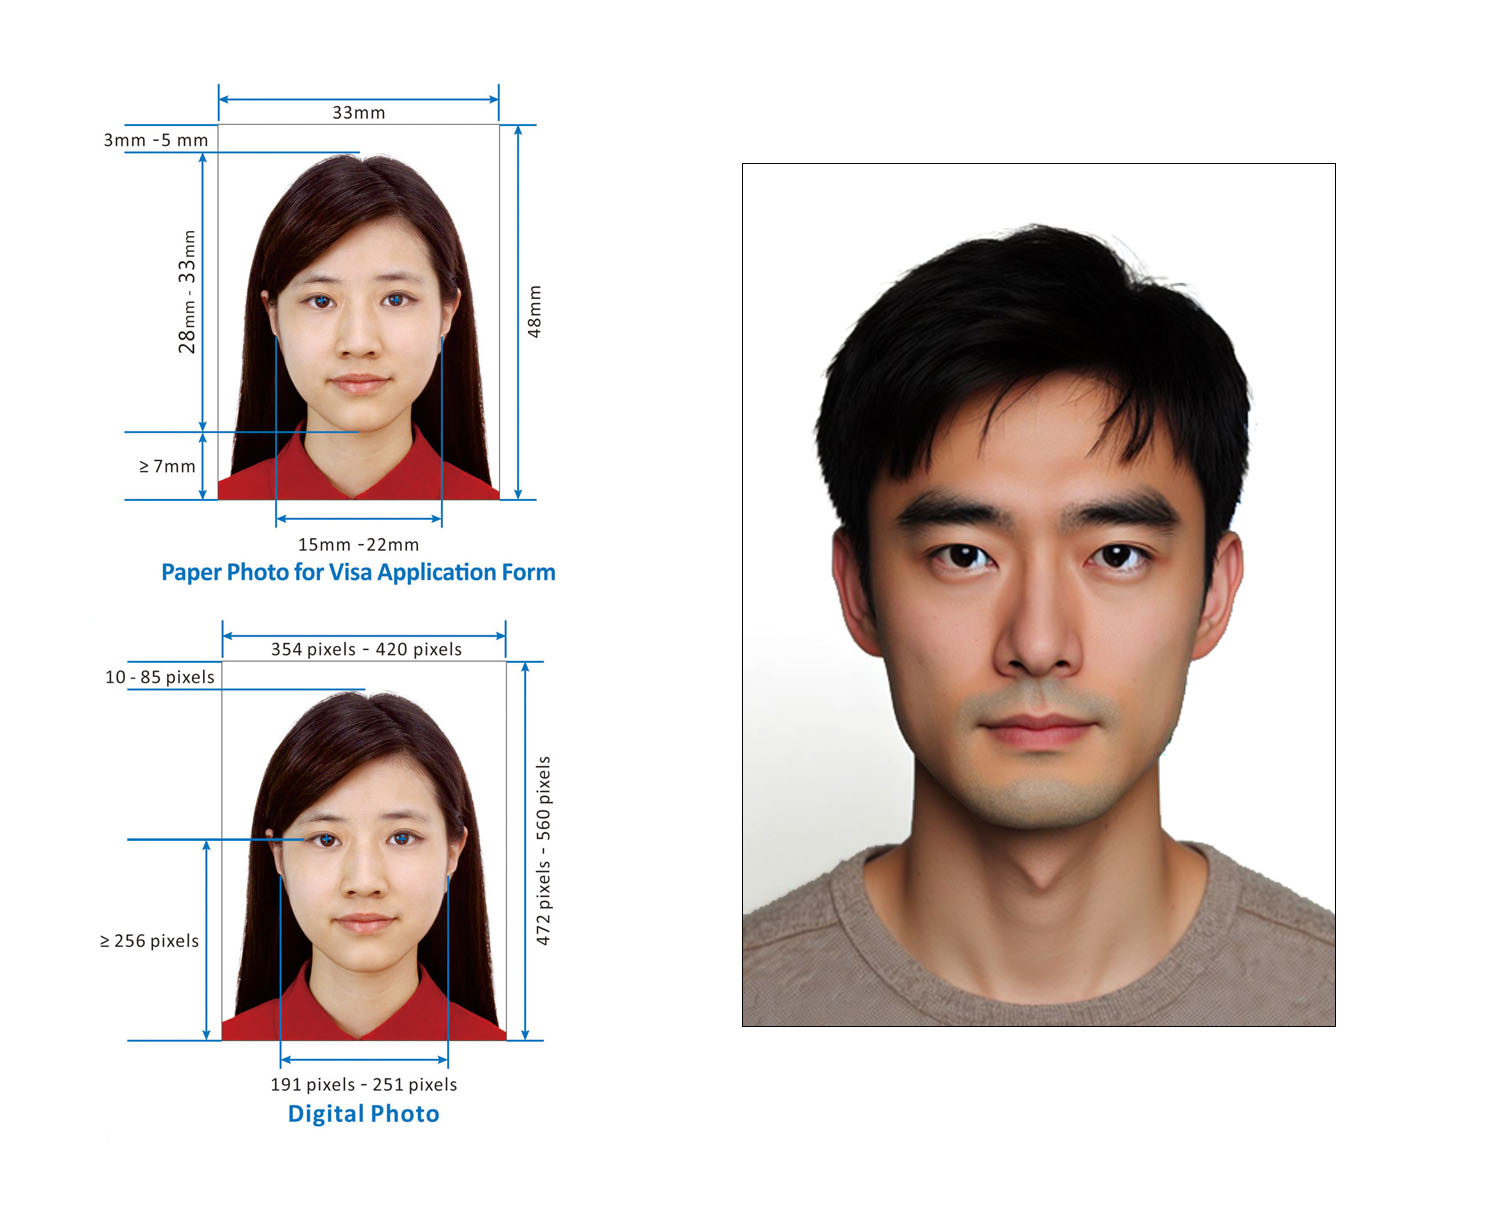 33mm
3mm -5 mm
28mm - 33mm
48mm
≥ 7mm
15mm -22mm
Paper Photo for Visa Application Form
354 pixels - 420 pixels
10 - 85 pixels
472 pixels - 560 pixels
≥ 256 pixels
191 pixels - 251 pixels
Digital Photo